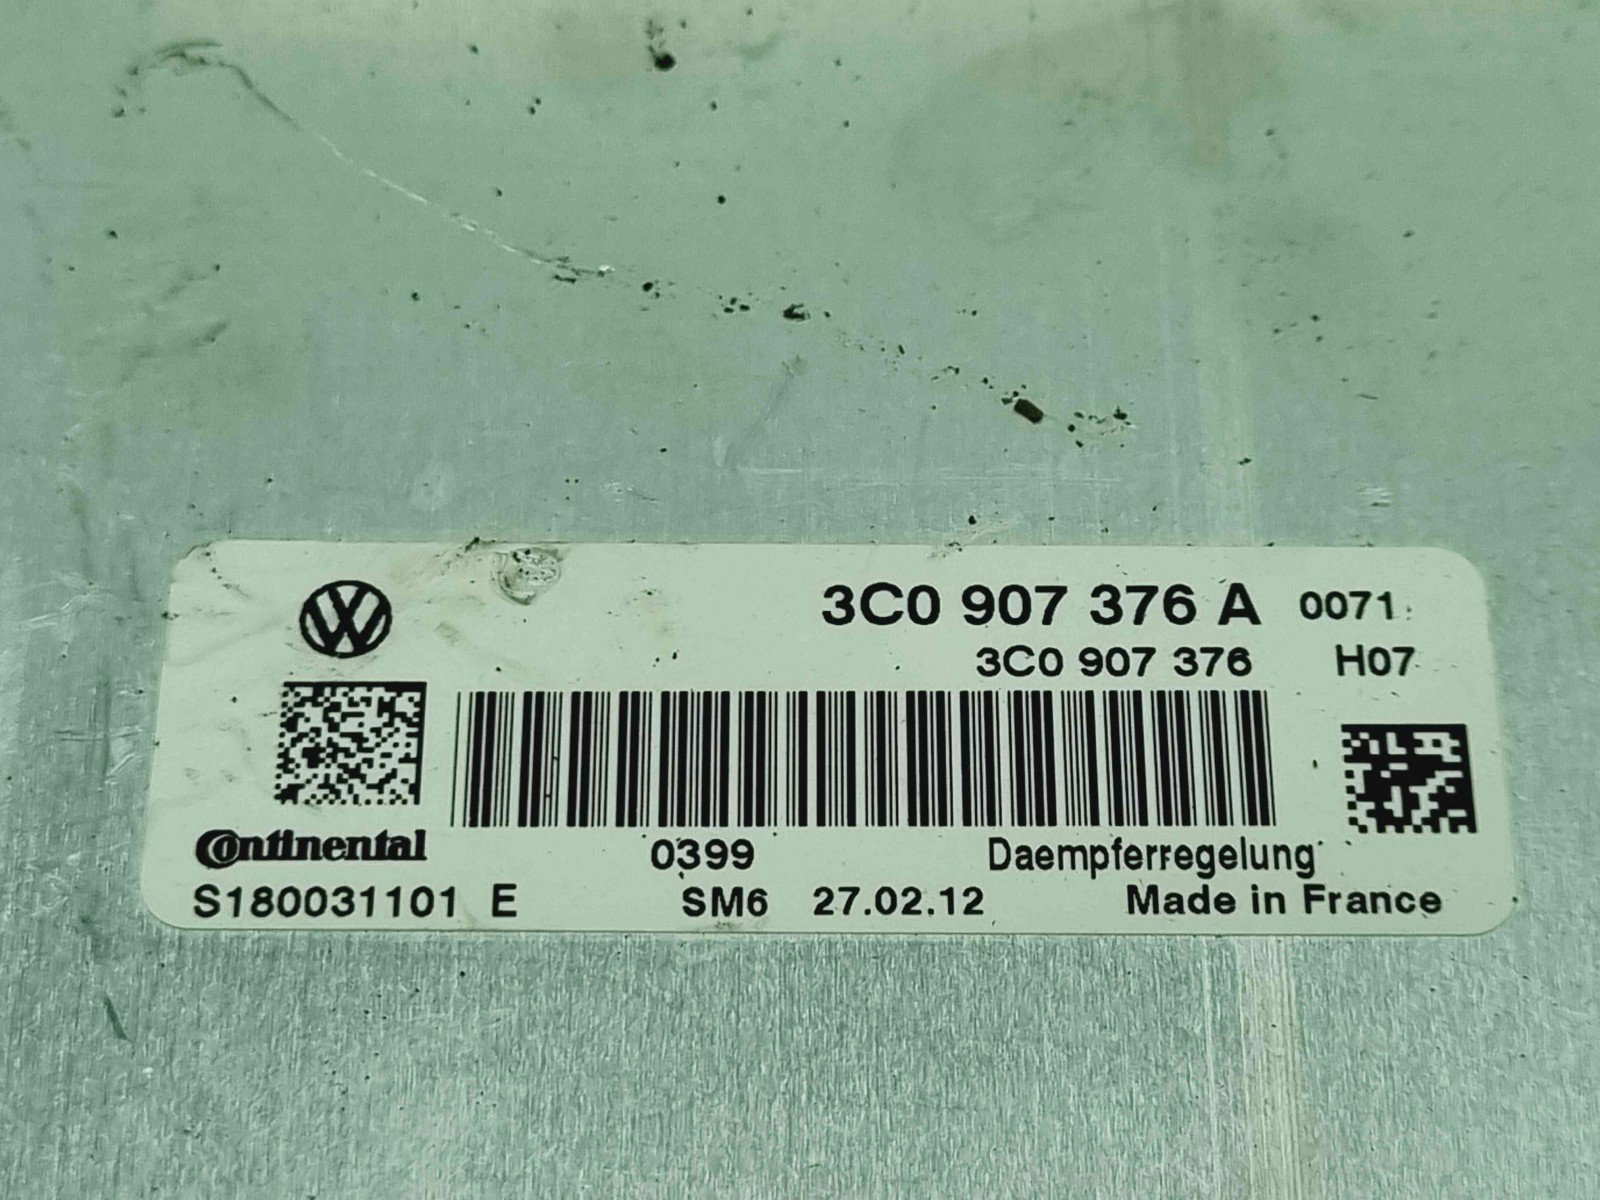 3C0 907 376 A 0071
3C0 907 376 H07
Continental 0399 Daempferregelung
S180031101 E SM6 27.02.12 Made in France